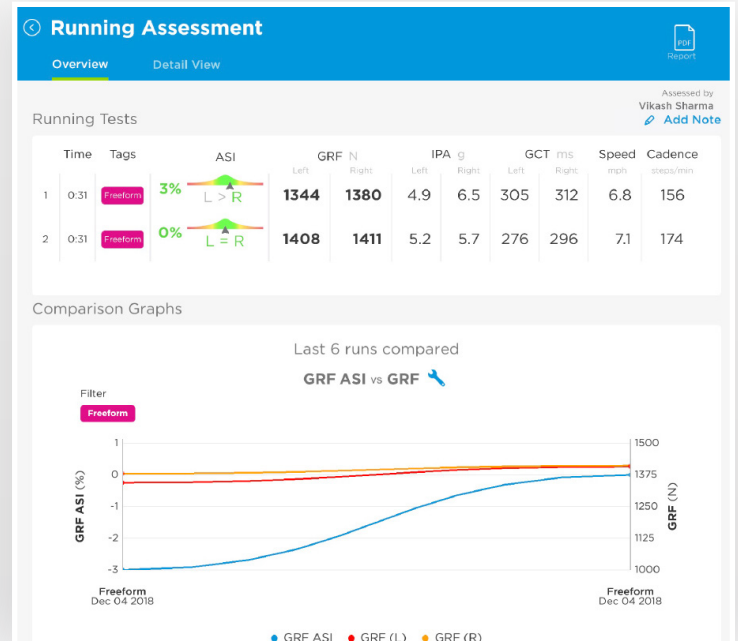 Running Assessment
PDF
Report
Overview Detail View
Assessed by
Vikash Sharma
Running Tests
Add Note
Time Tags ASI GRF N IPA g GCT ms Speed Cadence
Left Right Left Right Left Right mph steps/min
1 0:31 Freeform 3% L > R 1344 1380 4.9 6.5 305 312 6.8 156
2 0:31 Freeform 0% L = R 1408 1411 5.2 5.7 276 296 7.1 174
Comparison Graphs
Last 6 runs compared
GRF ASI vs GRF
Filter
Freeform
1 1500
0 1375
-1 1250
-2 1125
-3 1000
GRF ASI (%)
GRF (N)
Freeform Freeform
Dec 04 2018 Dec 04 2018
GRF ASI GRF (L) GRF (R)